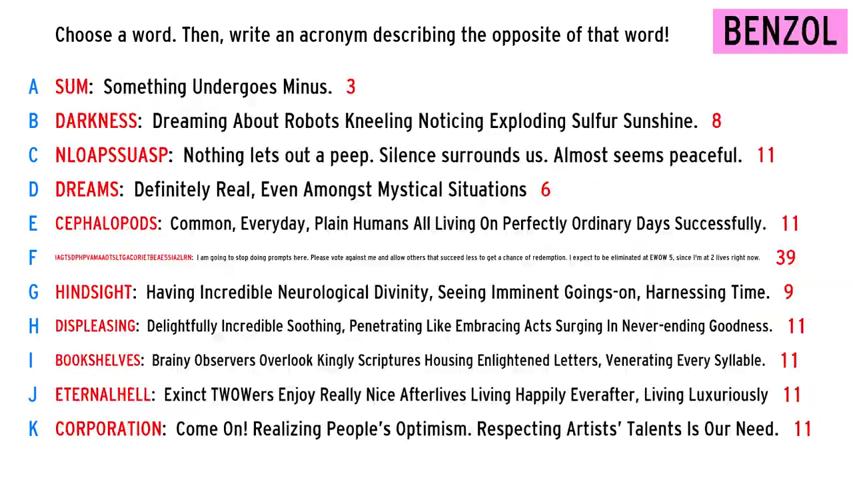 Choose a word. Then, write an acronym describing the opposite of that word!
BENZOL
A SUM: Something Undergoes Minus. 3
B DARKNESS: Dreaming About Robots Kneeling Noticing Exploding Sulfur Sunshine. 8
C NLOAPSSUASP: Nothing lets out a peep. Silence surrounds us. Almost seems peaceful. 11
D DREAMS: Definitely Real, Even Amongst Mystical Situations 6
E CEPHALOPODS: Common, Everyday, Plain Humans All Living On Perfectly Ordinary Days Successfully. 11
F I am going to stop doing prompts here. Please vote against me and allow others that succeed less to get a chance of redemption. I expect to be eliminated at EWOW 5, since I'm at 2 lives right now. 39
G HINDSIGHT: Having Incredible Neurological Divinity, Seeing Imminent Goings-on, Harnessing Time. 9
H DISPLEASING: Delightfully Incredible Soothing, Penetrating Like Embracing Acts Surging In Never-ending Goodness. 11
I BOOKSHELVES: Brainy Observers Overlook Kingly Scriptures Housing Enlightened Letters, Venerating Every Syllable. 11
J ETERNALHELL: Exinct TWOWers Enjoy Really Nice Afterlives Living Happily Everafter, Living Luxuriously 11
K CORPORATION: Come On! Realizing People's Optimism. Respecting Artists' Talents Is Our Need. 11